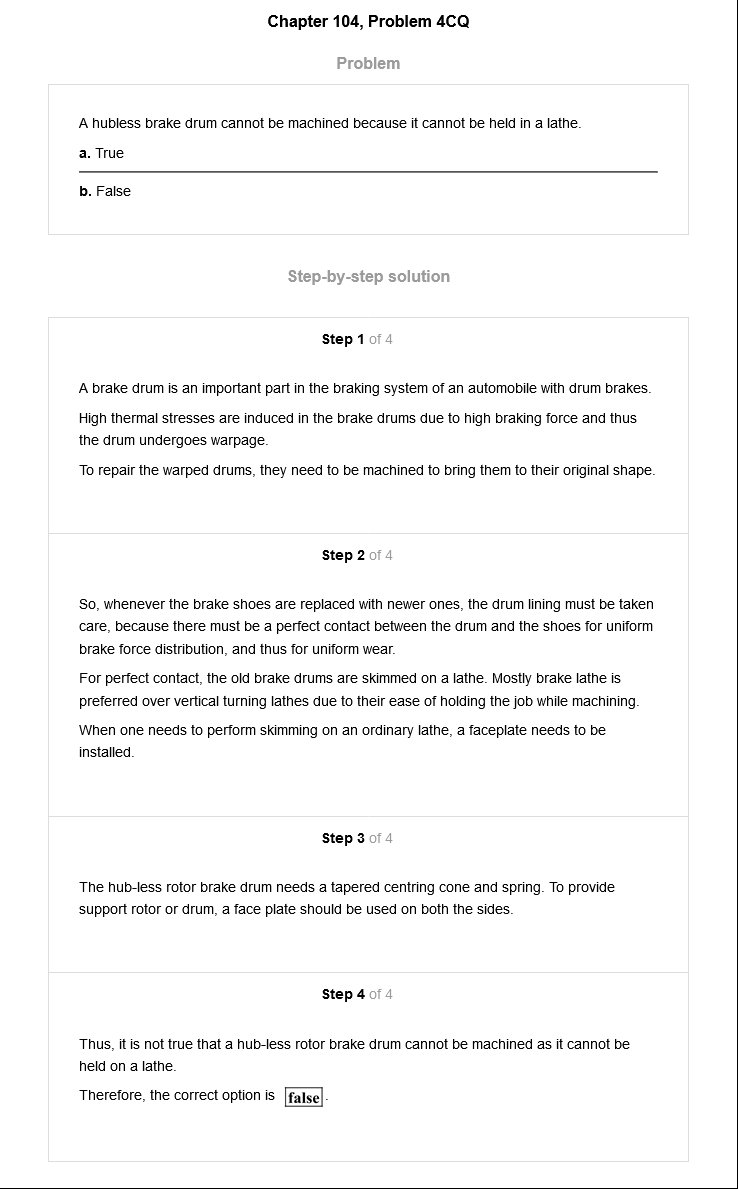 Chapter 104, Problem 4CQ
Problem
A hubless brake drum cannot be machined because it cannot be held in a lathe.
a. True
b. False
Step-by-step solution
Step 1 of 4
A brake drum is an important part in the braking system of an automobile with drum brakes.
High thermal stresses are induced in the brake drums due to high braking force and thus
the drum undergoes warpage.
To repair the warped drums, they need to be machined to bring them to their original shape.
Step 2 of 4
So, whenever the brake shoes are replaced with newer ones, the drum lining must be taken
care, because there must be a perfect contact between the drum and the shoes for uniform
brake force distribution, and thus for uniform wear.
For perfect contact, the old brake drums are skimmed on a lathe. Mostly brake lathe is
preferred over vertical turning lathes due to their ease of holding the job while machining.
When one needs to perform skimming on an ordinary lathe, a faceplate needs to be
installed.
Step 3 of 4
The hub-less rotor brake drum needs a tapered centring cone and spring. To provide
support rotor or drum, a face plate should be used on both the sides.
Step 4 of 4
Thus, it is not true that a hub-less rotor brake drum cannot be machined as it cannot be
held on a lathe.
Therefore, the correct option is false.